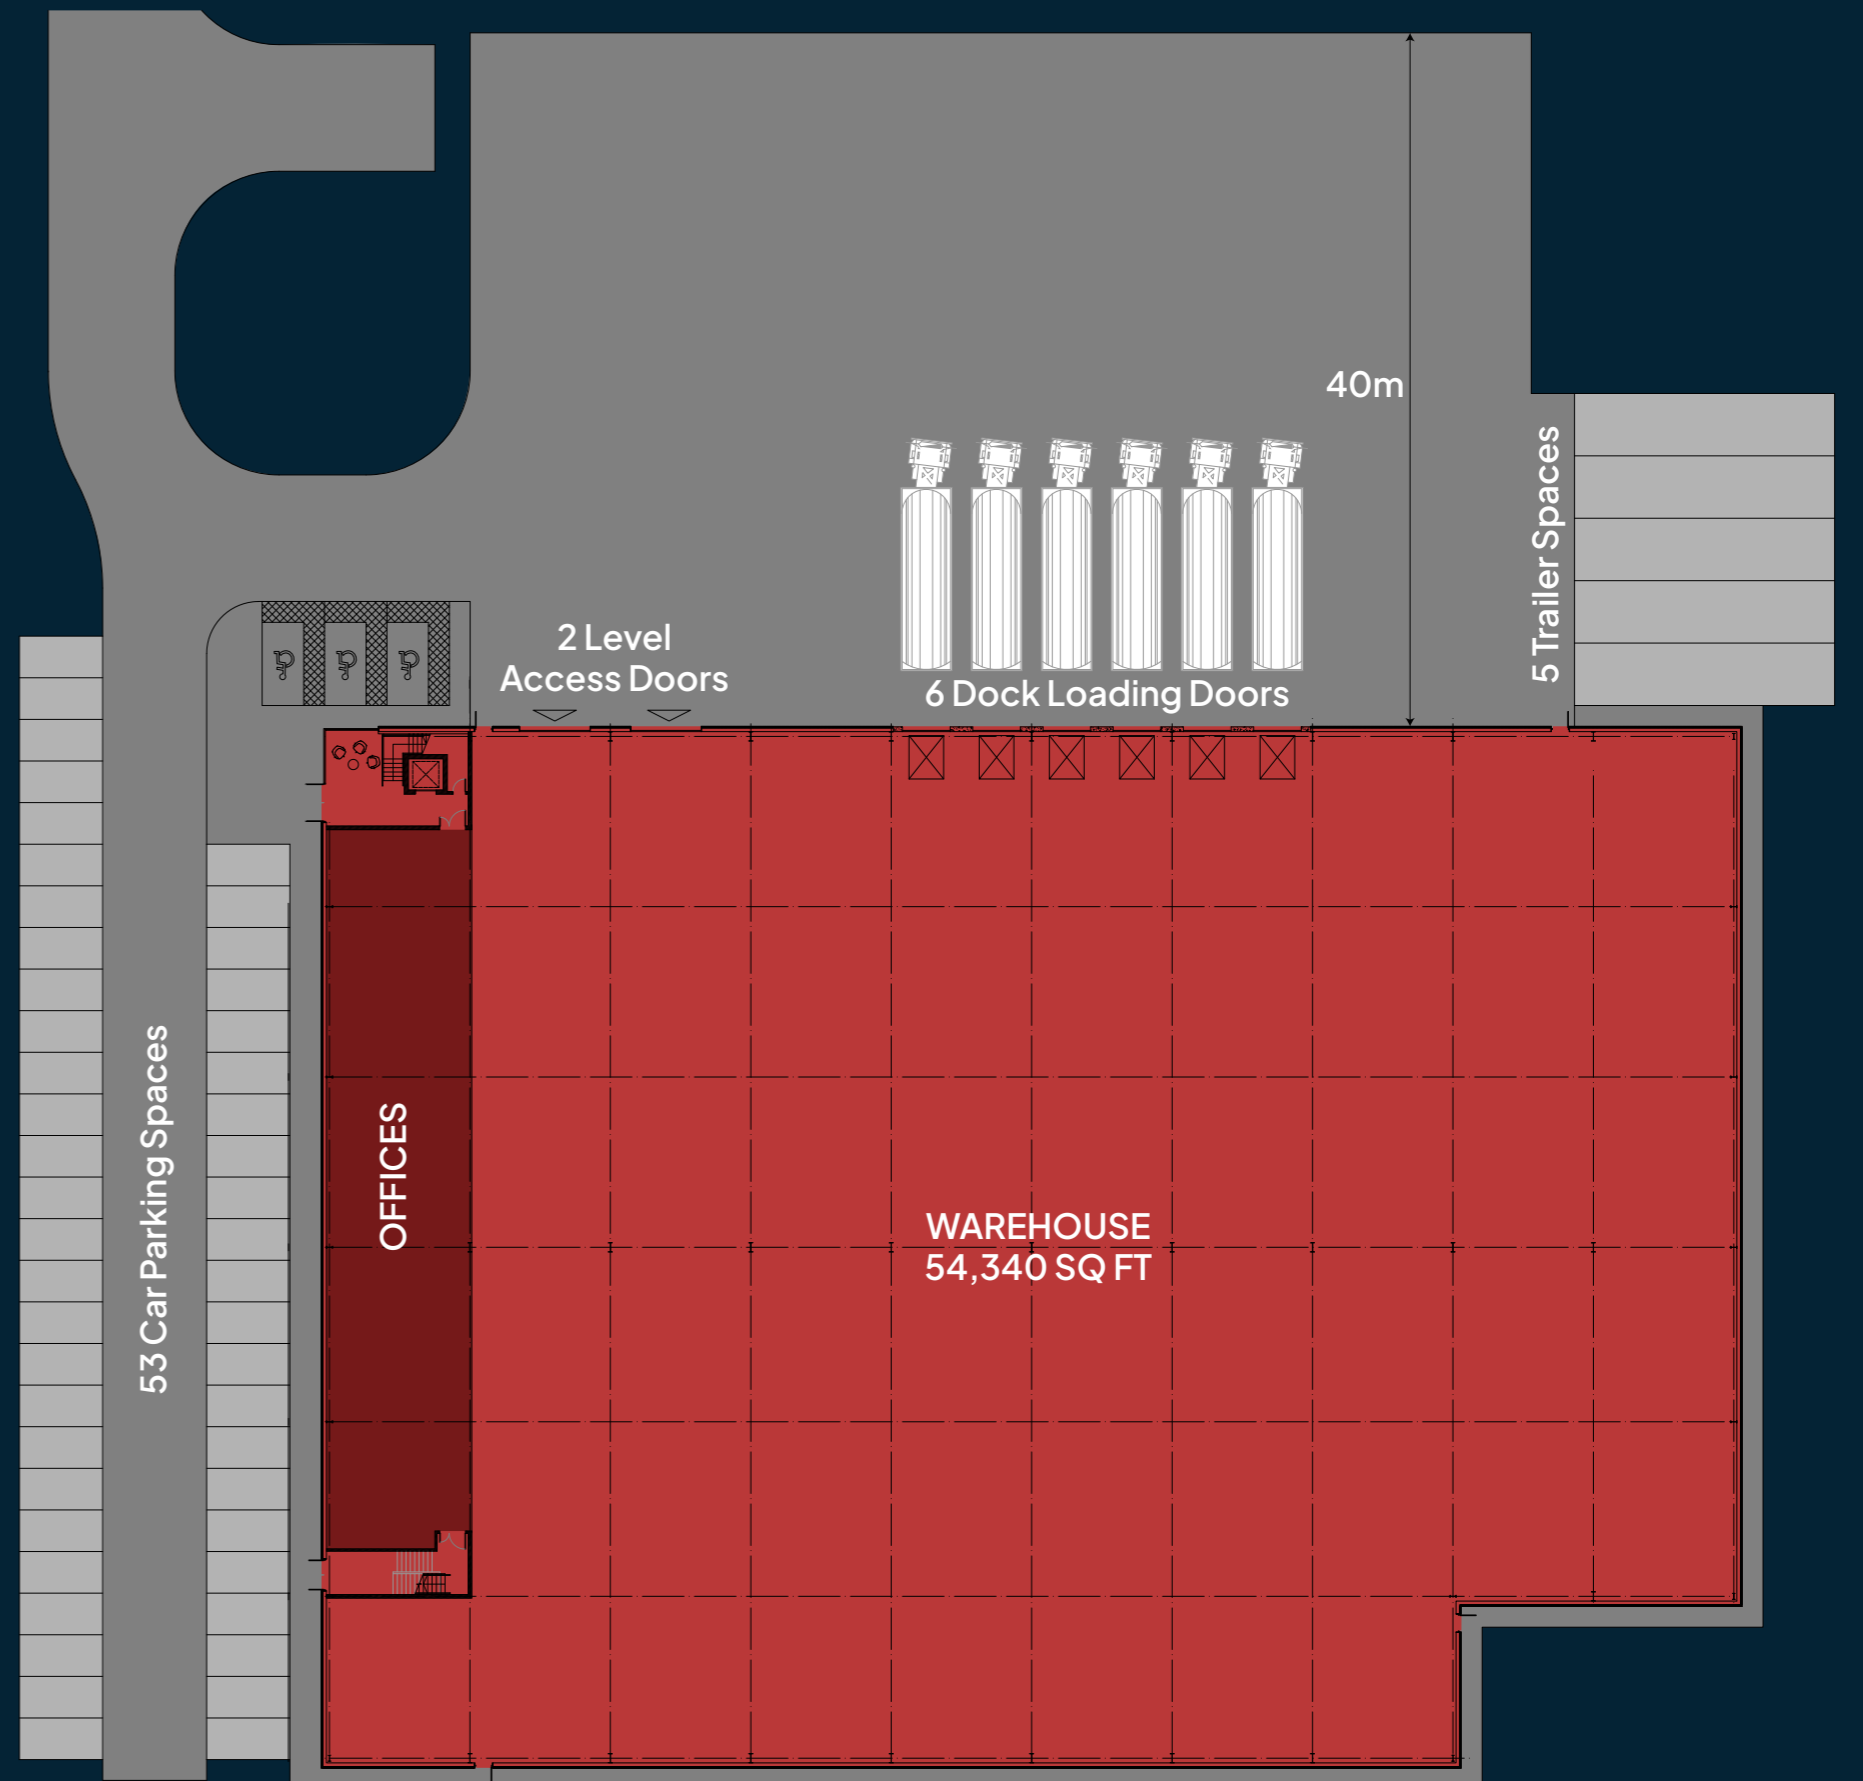 40m
5 Trailer Spaces
2 Level
Access Doors
6 Dock Loading Doors
53 Car Parking Spaces
OFFICES
WAREHOUSE
54,340 SQ FT